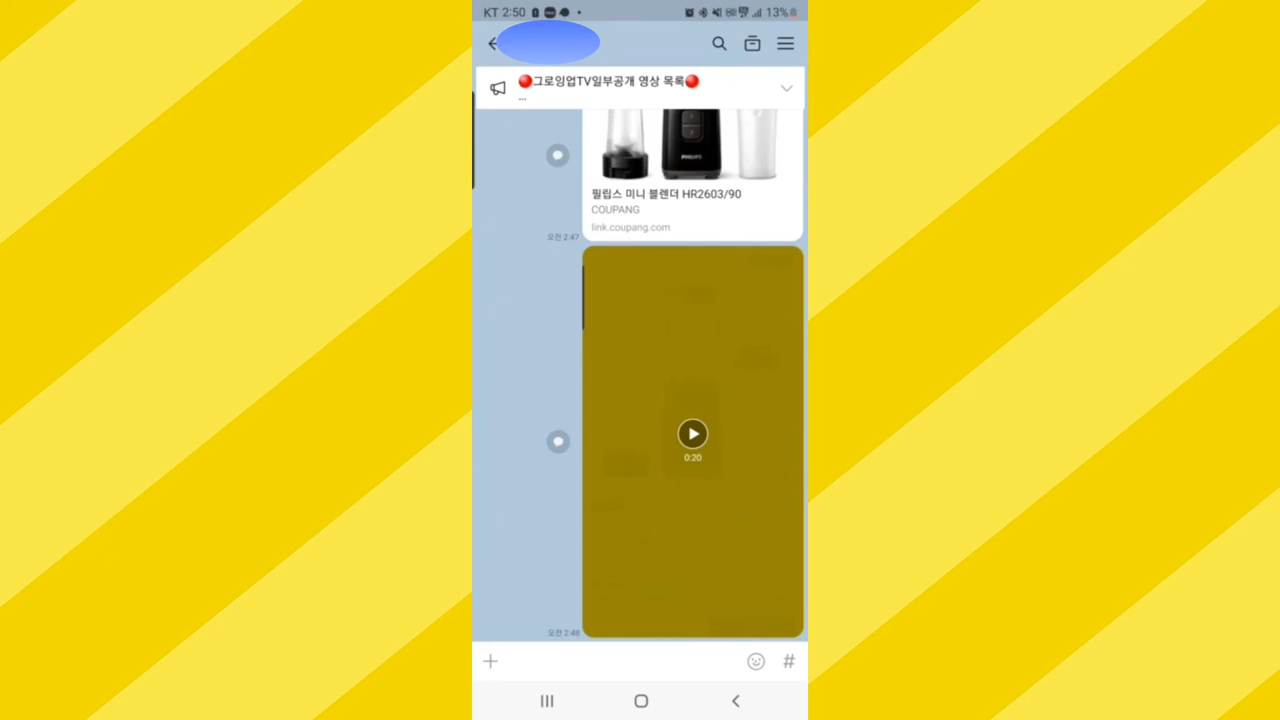 KT 2:50
13%
🔴그로잉업TV일부공개 영상 목록🔴
...
PHILIPS
필립스 미니 블렌더 HR2603/90
COUPANG
link.coupang.com
오전 2:47
0:20
오전 2:48
#